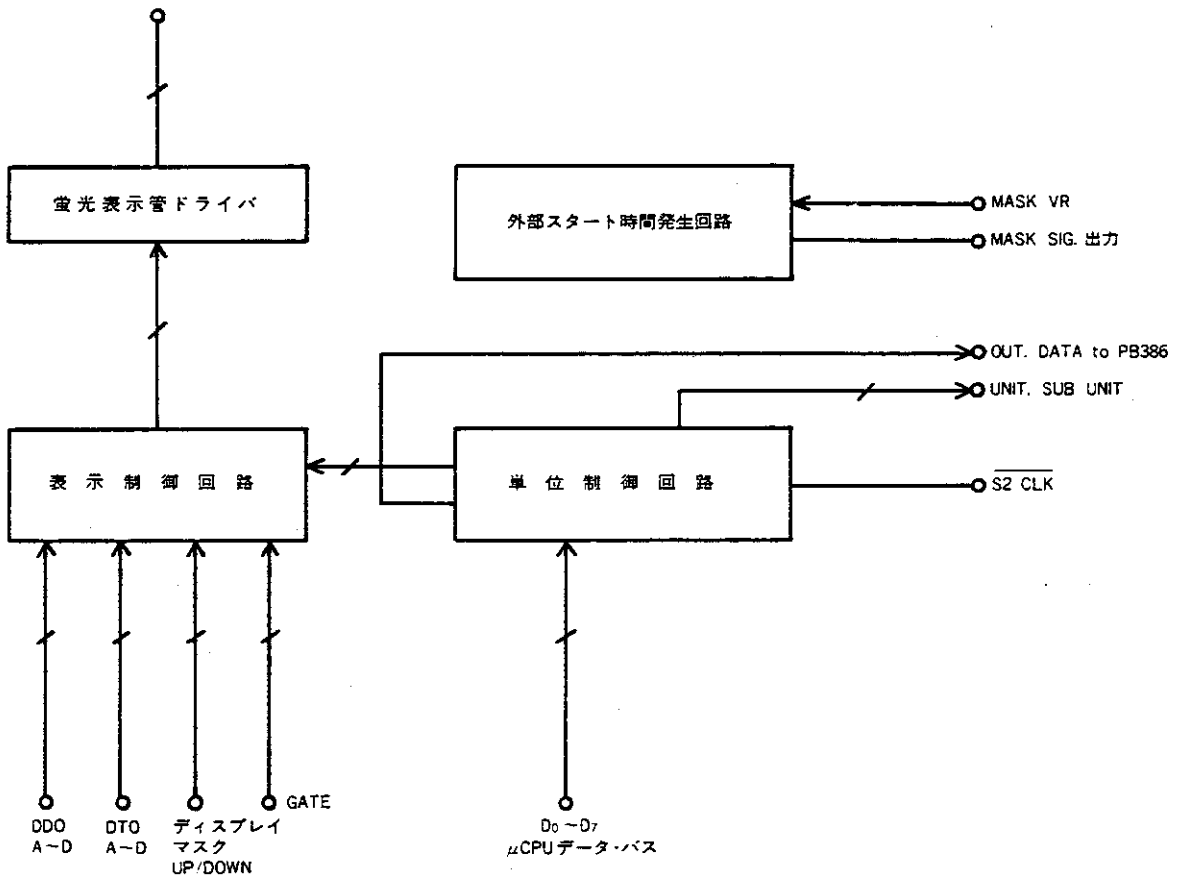 蛍光表示管ドライバ
外部スタート時間発生回路
MASK VR
MASK SIG. 出力
OUT. DATA to PB386
UNIT. SUB UNIT
表示制御回路
単位制御回路
S2 CLK
GATE
DDO
A~D
DTO
A~D
ディスプレイ
マスク
UP/DOWN
D0~D7
μCPUデータ・バス